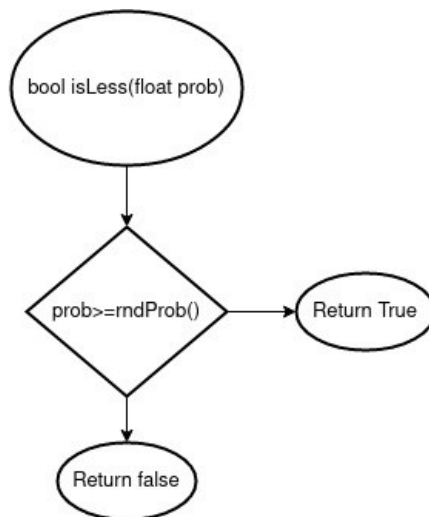 bool isLess(float prob)
prob>=rndProb()
Return True
Return false